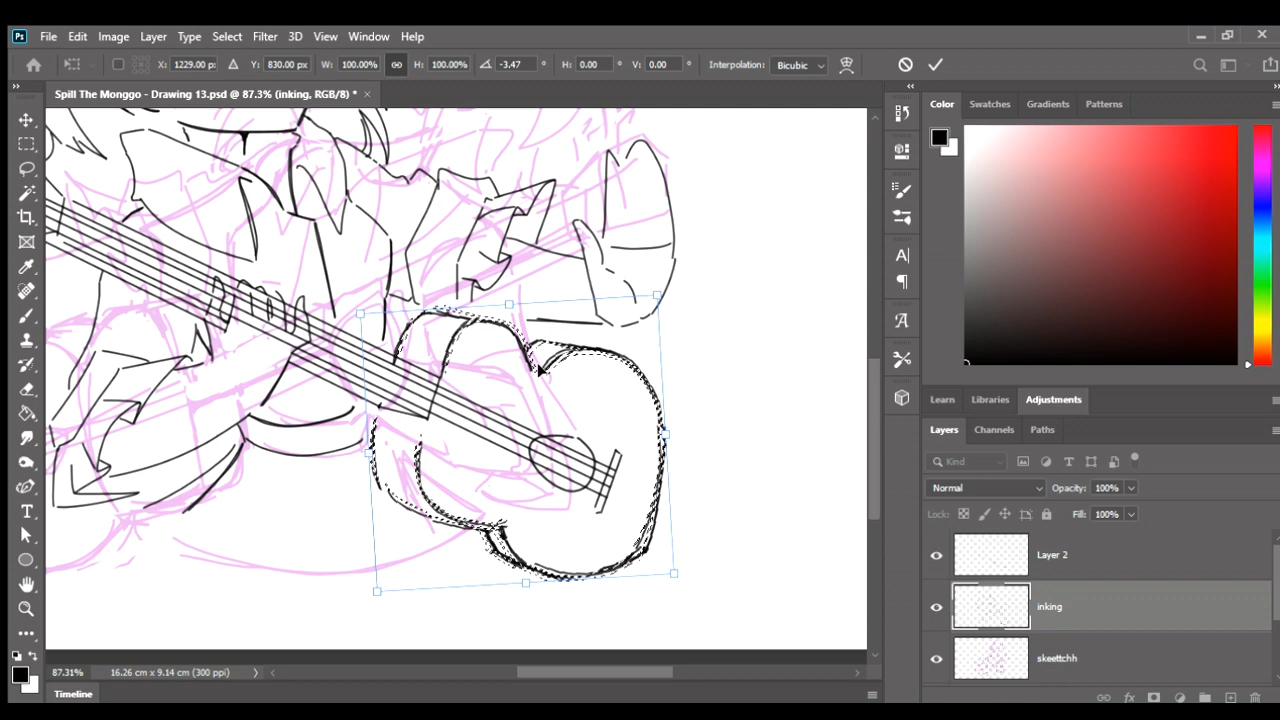 Ps File Edit Image Layer Type Select Filter 3D View Window Help
X: 1229.00 p: Y: 830.00 px W: 100.00% H: 100.00% -3.47 ° H: 0.00 ° V: 0.00 ° Interpolation: Bicubic
Spill The Monggo - Drawing 13.psd @ 87.3% (inking, RGB/8) * ×
Color Swatches Gradients Patterns
Learn Libraries Adjustments
Layers Channels Paths
Kind
Normal Opacity: 100%
Lock: Fill: 100%
Layer 2
inking
skeettchh
87.31% 16.26 cm x 9.14 cm (300 ppi)
Timeline